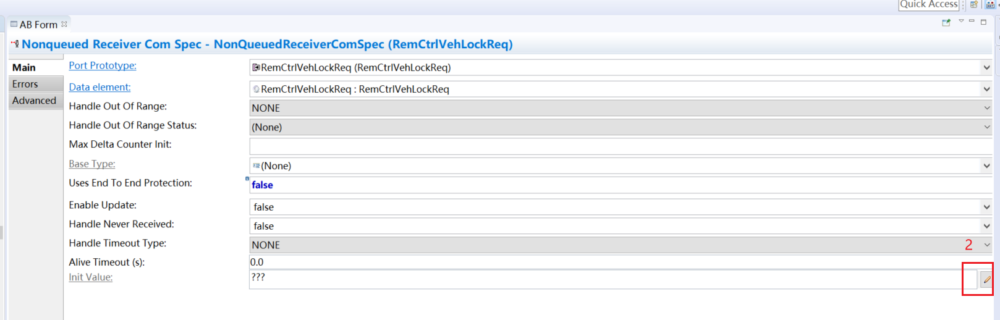 Quick Access
AB Form
Nonqueued Receiver Com Spec - NonQueuedReceiverComSpec (RemCtrlVehLockReq)
Main
Errors
Advanced
Port Prototype: RemCtrlVehLockReq (RemCtrlVehLockReq)
Data element: RemCtrlVehLockReq : RemCtrlVehLockReq
Handle Out Of Range: NONE
Handle Out Of Range Status: (None)
Max Delta Counter Init:
Base Type: (None)
Uses End To End Protection: false
Enable Update: false
Handle Never Received: false
Handle Timeout Type: NONE 2
Alive Timeout (s): 0.0
Init Value: ???